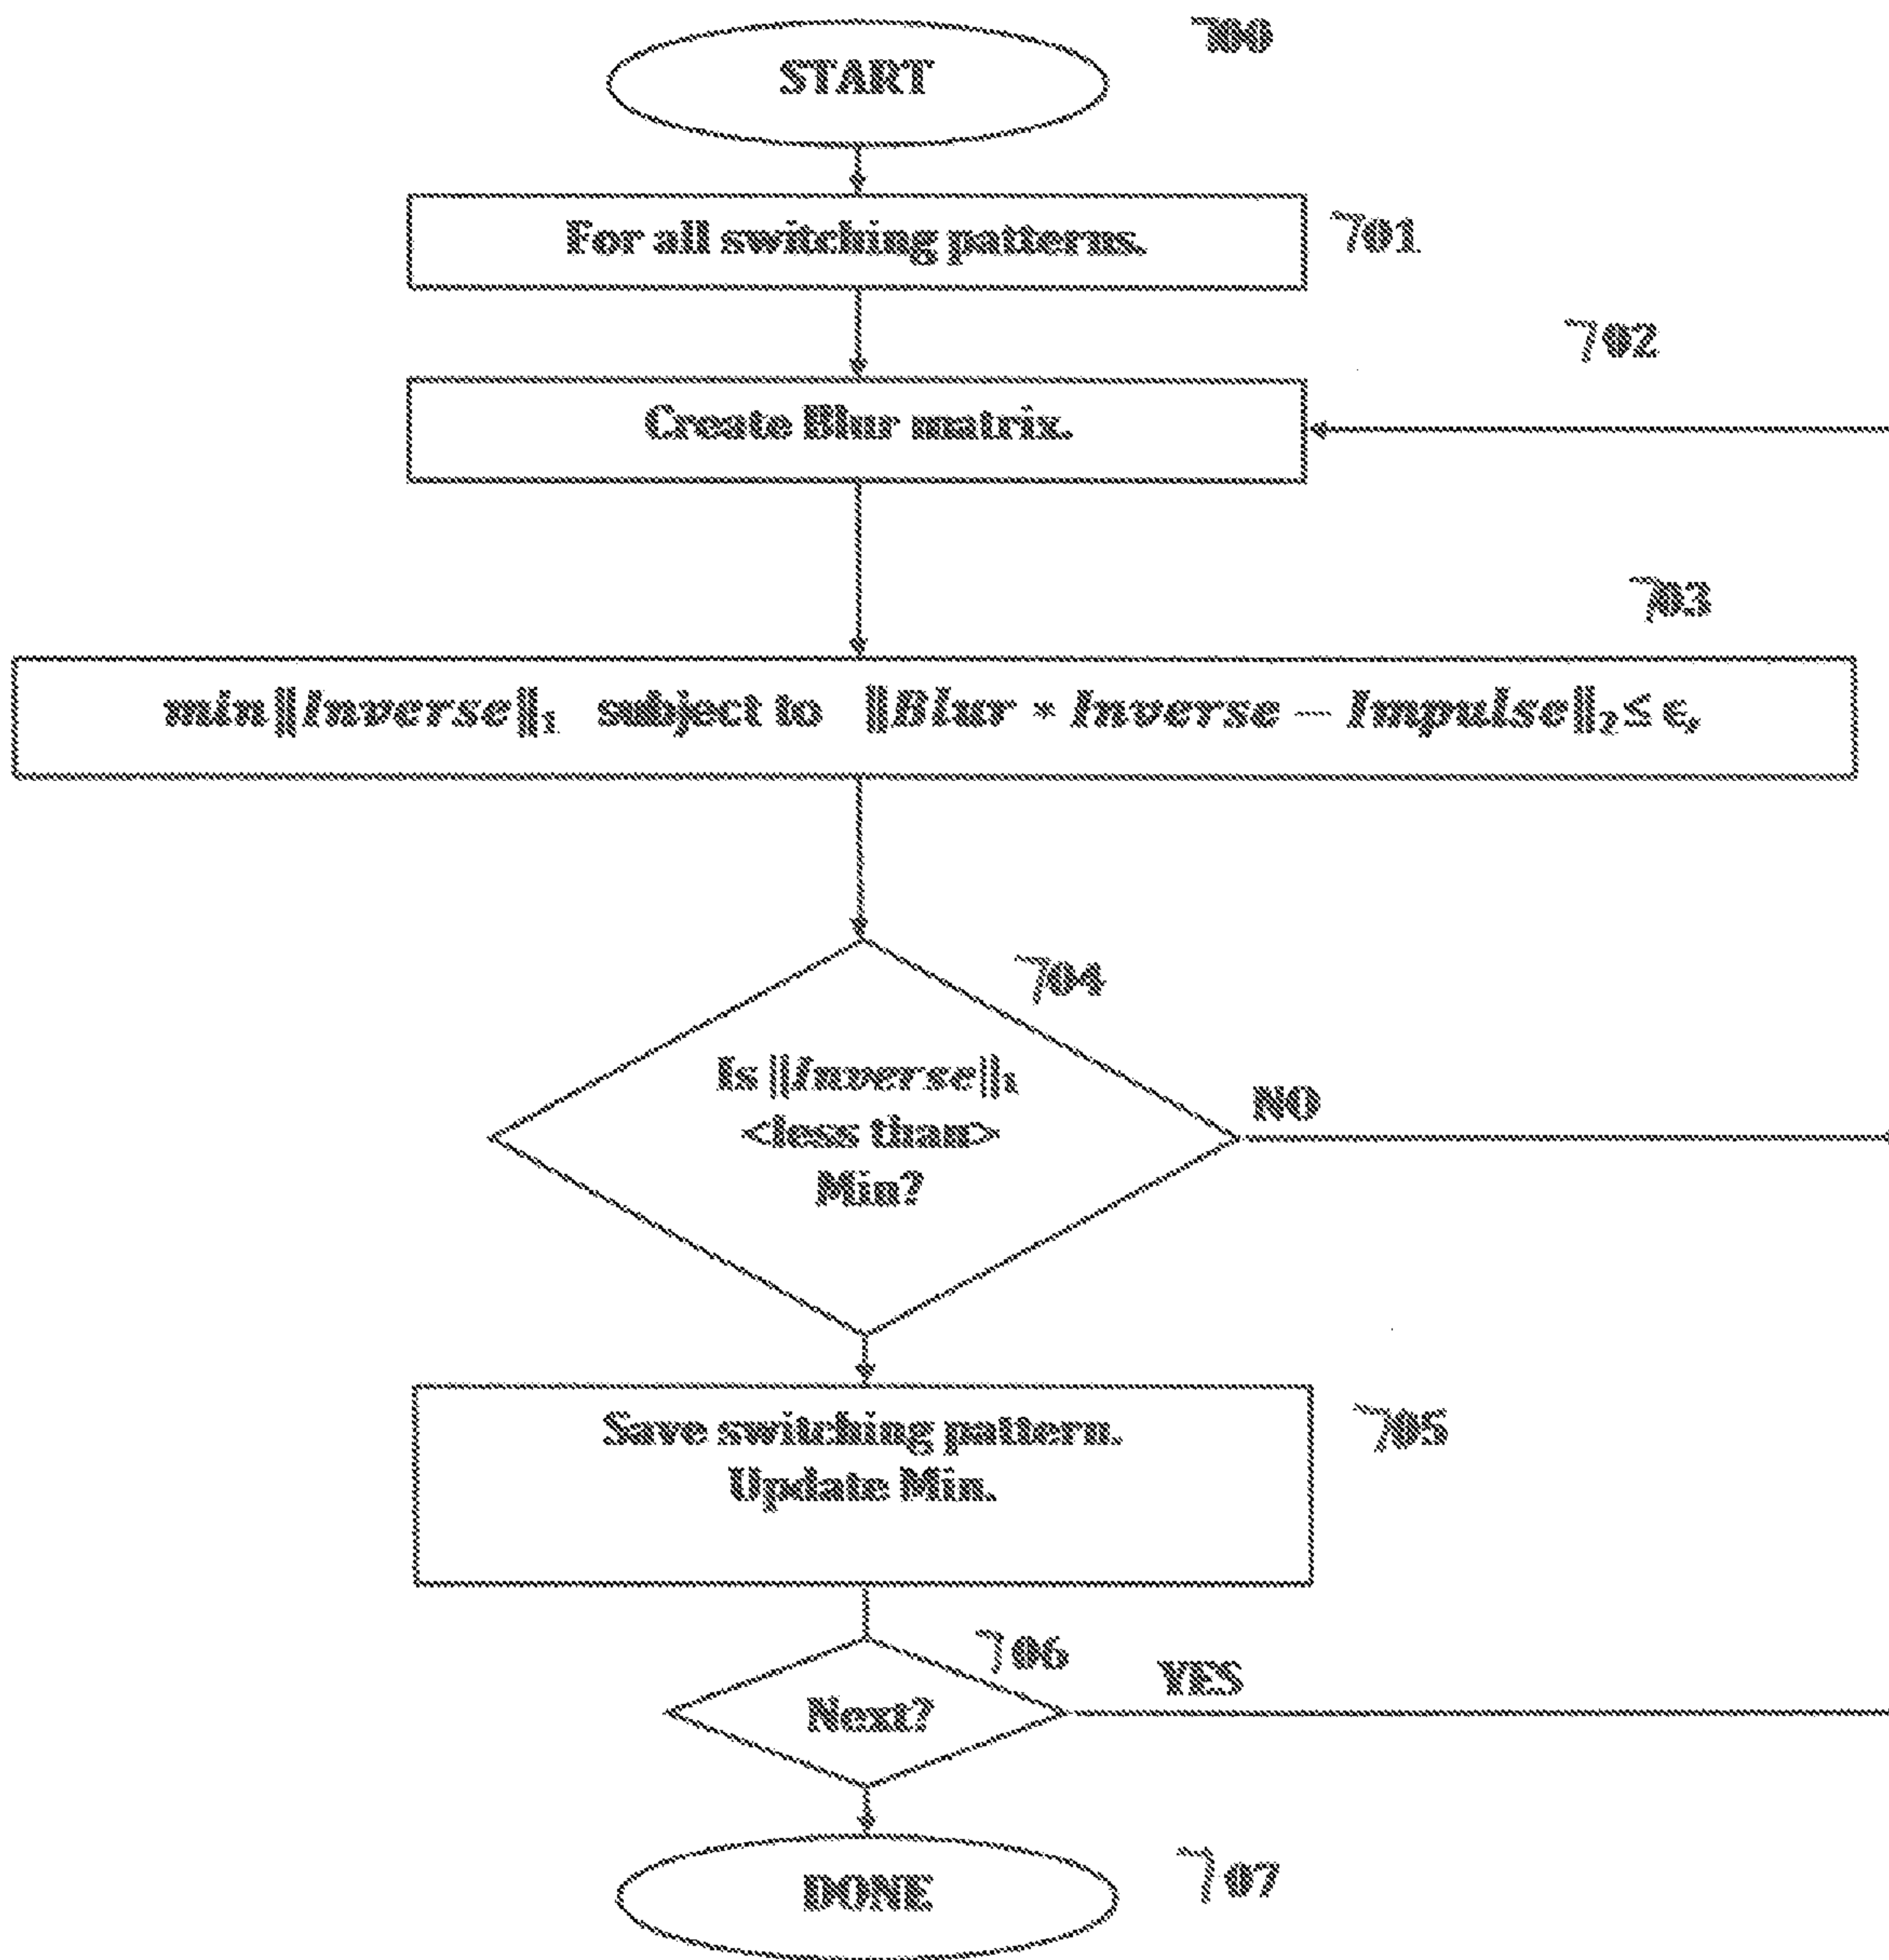 START
700
For all switching patterns.
701
702
Create Blur matrix.
703
min‖Inverse‖₁ subject to ‖Blur * Inverse − Impulse‖₂ ≤ ϵ,
704
Is ‖Inverse‖₁
<less than>
Min?
NO
Save switching pattern.
Update Min.
705
706
YES
Next?
DONE
707